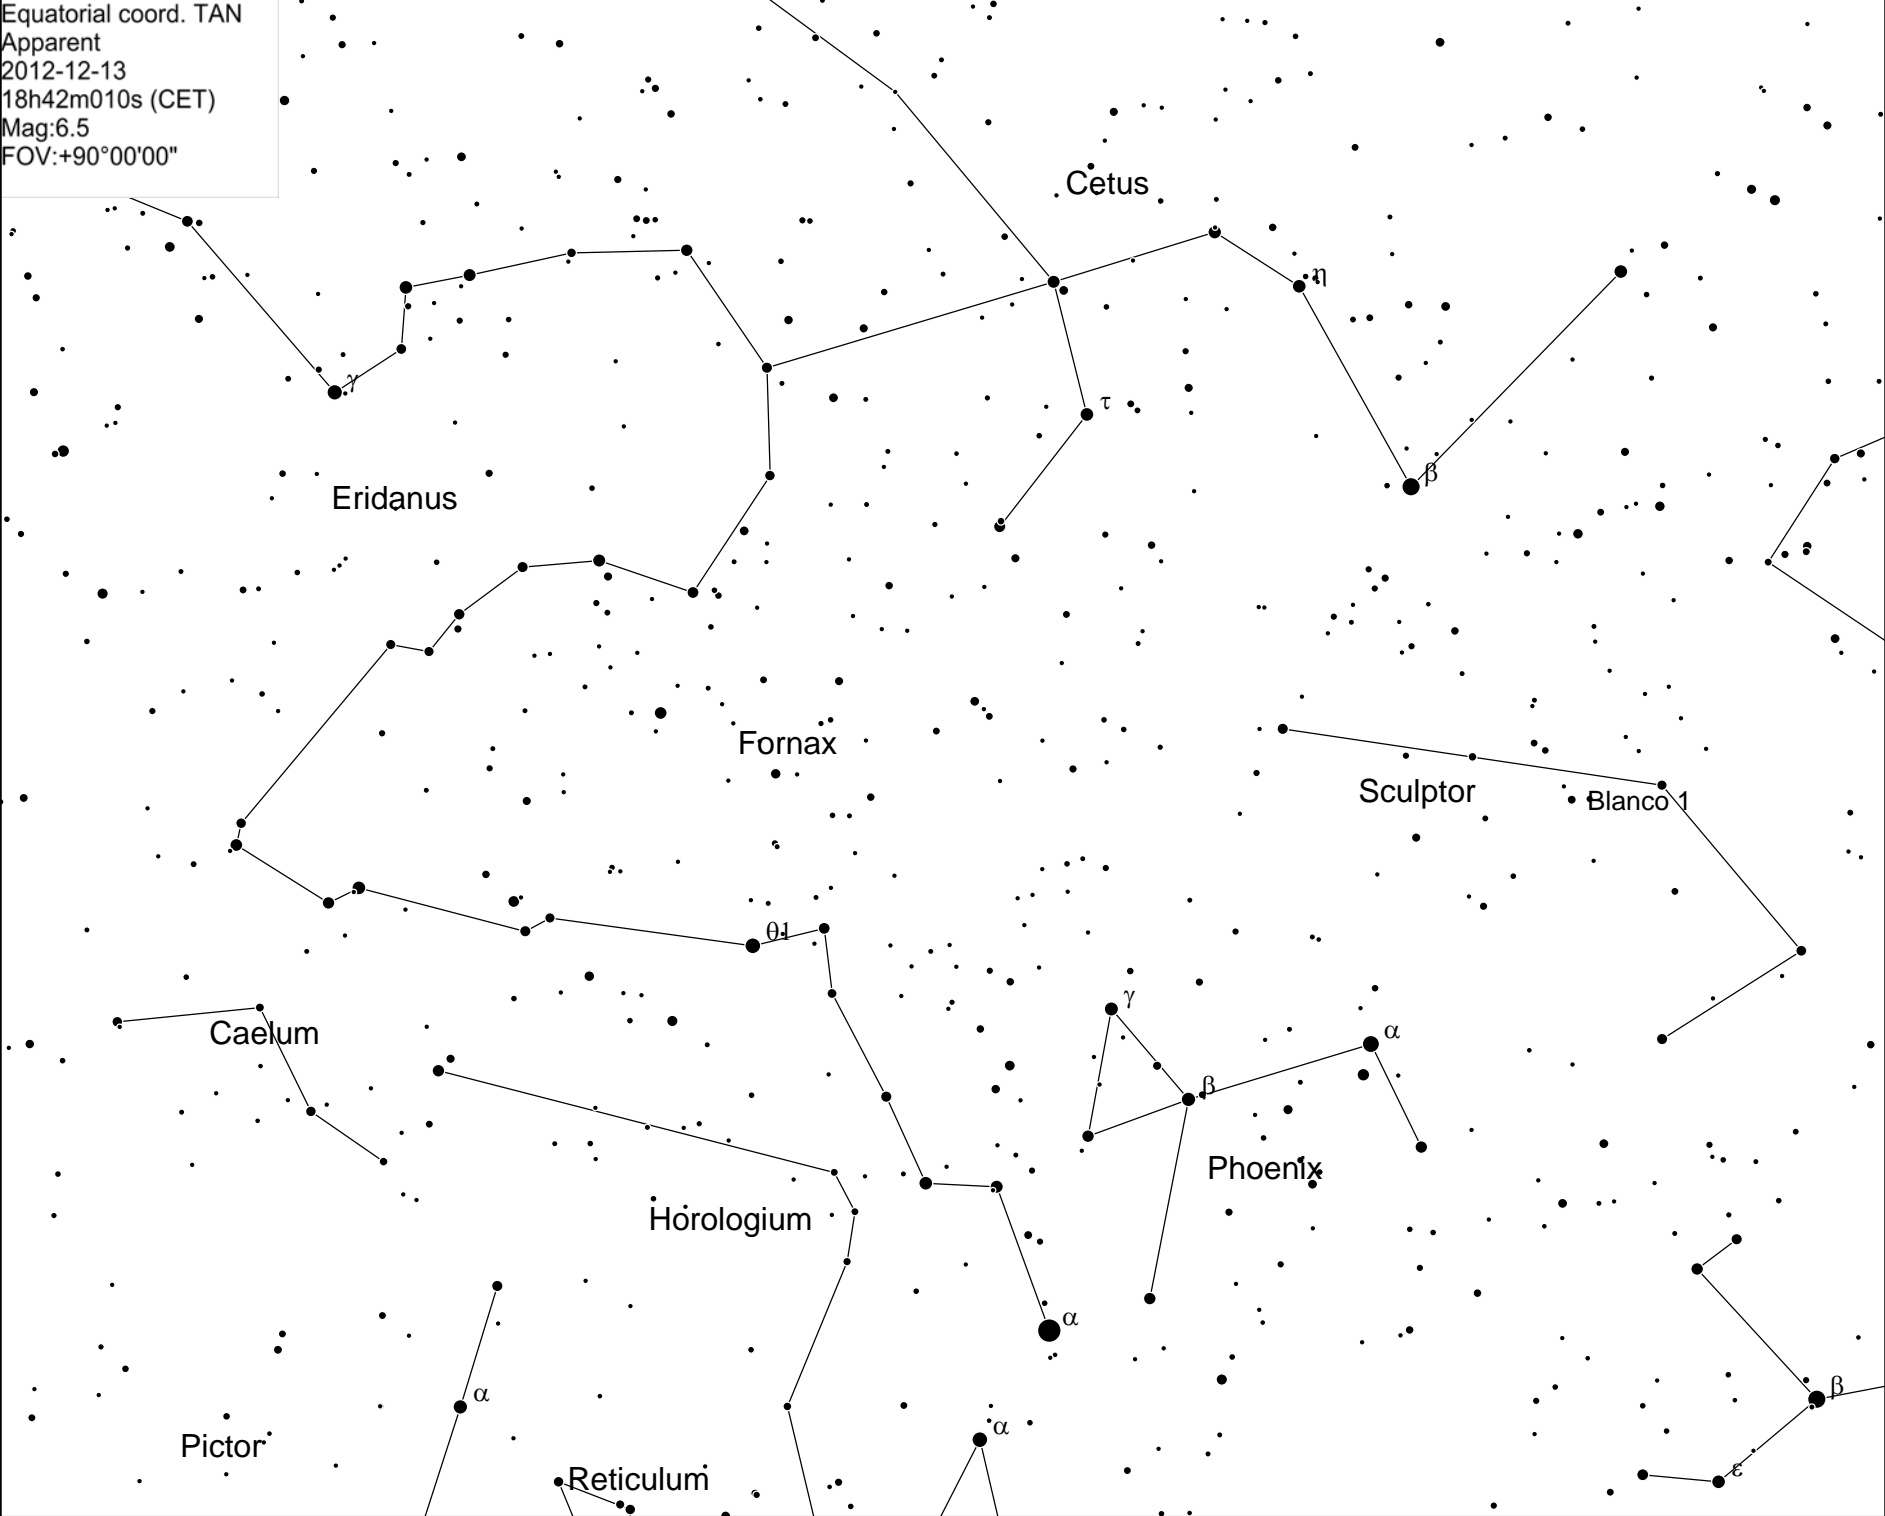 Equatorial coord. TAN
Apparent
2012-12-13
18h42m010s (CET)
Mag:6.5
FOV:+90°00'00"
Cetus
η
γ
τ
β
Eridanus
Fornax
Sculptor
Blanco 1
θ1
γ
α
Caelum
β
Phoenix
Horologium
α
α
β
α
Pictor
Reticulum
ε